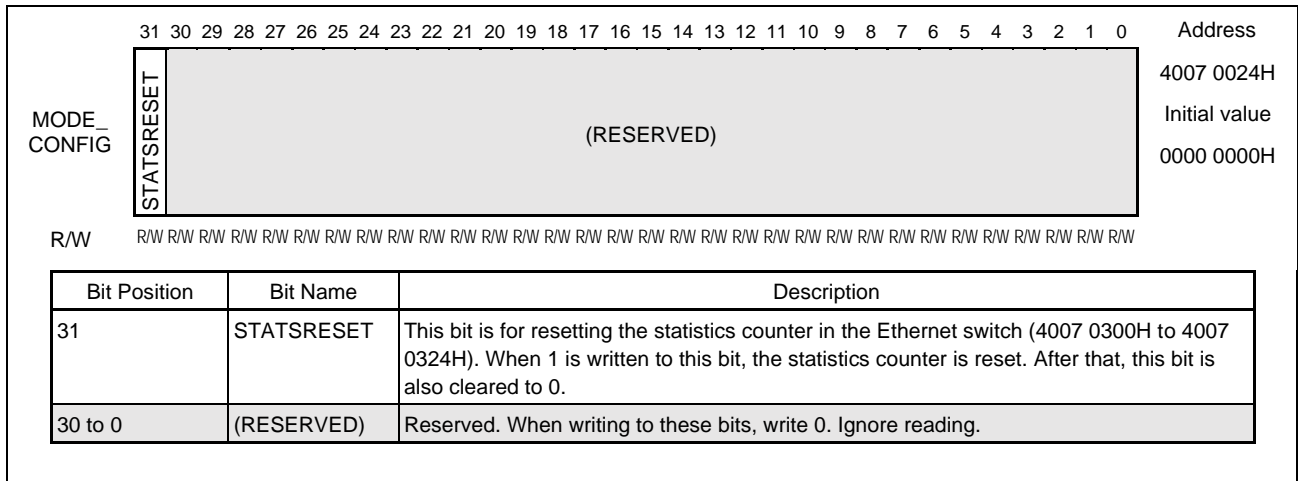 31 30 29 28 27 26 25 24 23 22 21 20 19 18 17 16 15 14 13 12 11 10 9 8 7 6 5 4 3 2 1 0 Address
4007 0024H
Initial value
0000 0000H
MODE_
CONFIG
STATSRESET
(RESERVED)
R/W R/W R/W R/W R/W R/W R/W R/W R/W R/W R/W R/W R/W R/W R/W R/W R/W R/W R/W R/W R/W R/W R/W R/W R/W R/W R/W R/W R/W R/W R/W R/W R/W
Bit Position Bit Name Description
31 STATSRESET This bit is for resetting the statistics counter in the Ethernet switch (4007 0300H to 4007
0324H). When 1 is written to this bit, the statistics counter is reset. After that, this bit is
also cleared to 0.
30 to 0 (RESERVED) Reserved. When writing to these bits, write 0. Ignore reading.